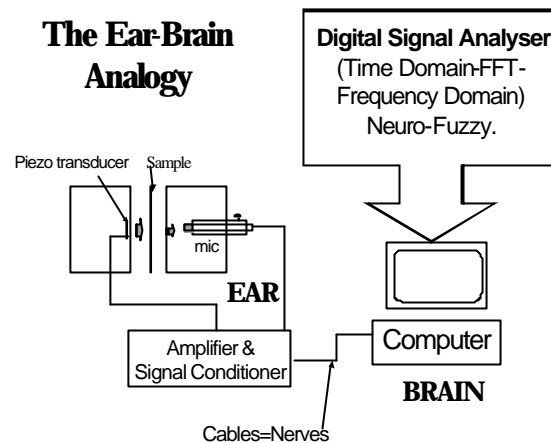 The Ear-Brain
Analogy
Digital Signal Analyser
(Time Domain-FFT-
Frequency Domain)
Neuro-Fuzzy.
Piezo transducer
Sample
mic
EAR
Amplifier &
Signal Conditioner
Computer
BRAIN
Cables=Nerves